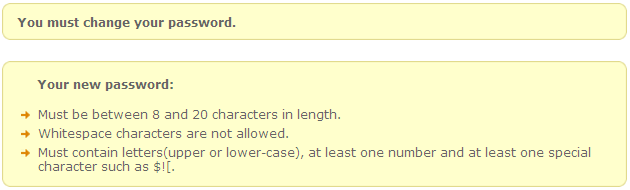 You must change your password.
Your new password:
Must be between 8 and 20 characters in length.
Whitespace characters are not allowed.
Must contain letters(upper or lower-case), at least one number and at least one special
character such as $![.